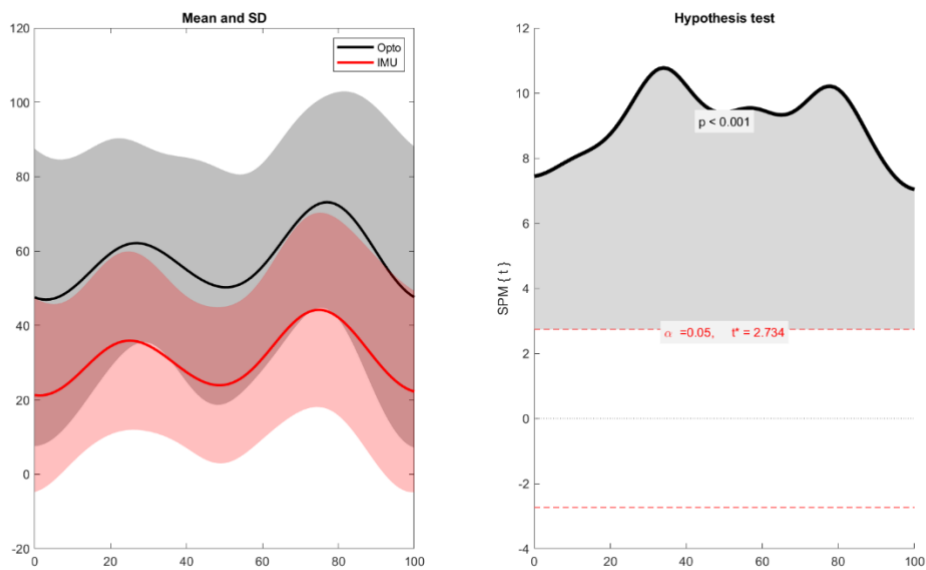 Mean and SD
120
100
80
60
40
20
0
-20
0 20 40 60 80 100
Opto
IMU
Hypothesis test
SPM { t }
12
10
8
6
4
2
0
-2
-4
0 20 40 60 80 100
p < 0.001
α =0.05, t* = 2.734